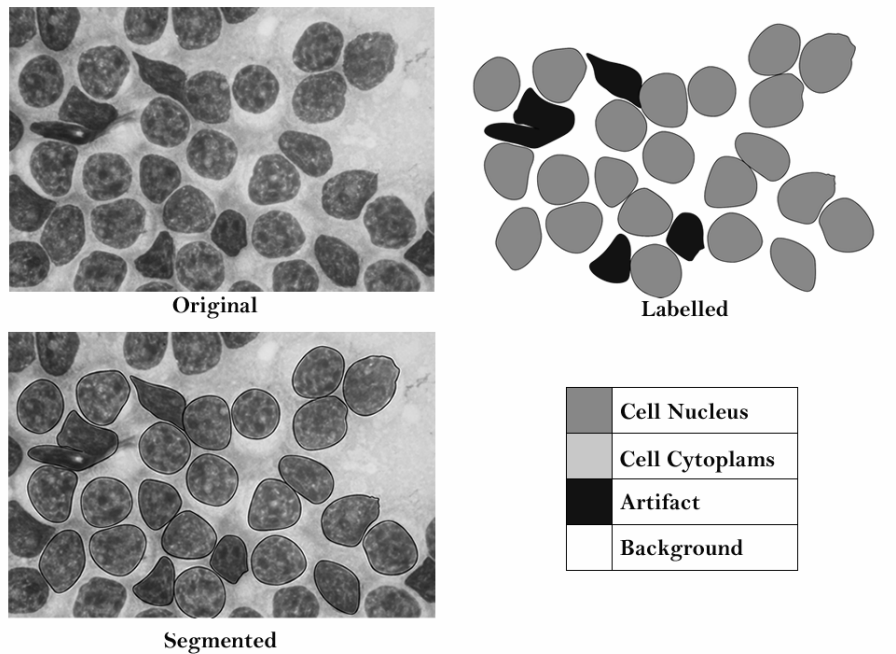 Original
Labelled
Segmented
Cell Nucleus
Cell Cytoplams
Artifact
Background